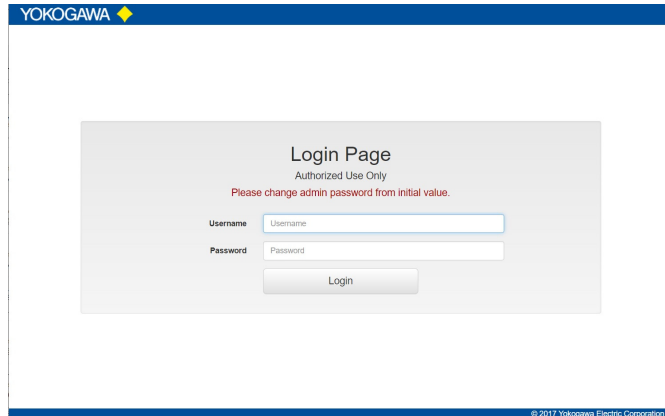 YOKOGAWA
Login Page
Authorized Use Only
Please change admin password from initial value.
Username Username
Password Password
Login
© 2017 Yokogawa Electric Corporation